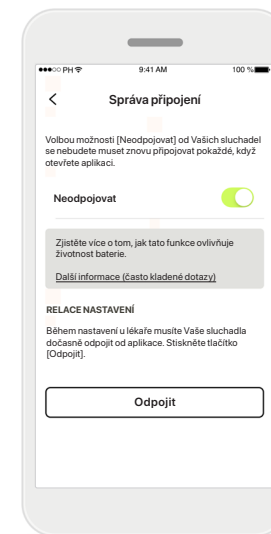 PH 9:41 AM 100 %
Správa připojení
Volbou možnosti [Neodpojovat] od Vašich sluchadel
se nebudete muset znovu připojovat pokaždé, když
otevřete aplikaci.
Neodpojovat
Zjistěte více o tom, jak tato funkce ovlivňuje
životnost baterie.
Další informace (často kladené dotazy)
RELACE NASTAVENÍ
Během nastavení u lékaře musíte Vaše sluchadla
dočasně odpojit od aplikace. Stiskněte tlačítko
[Odpojit].
Odpojit